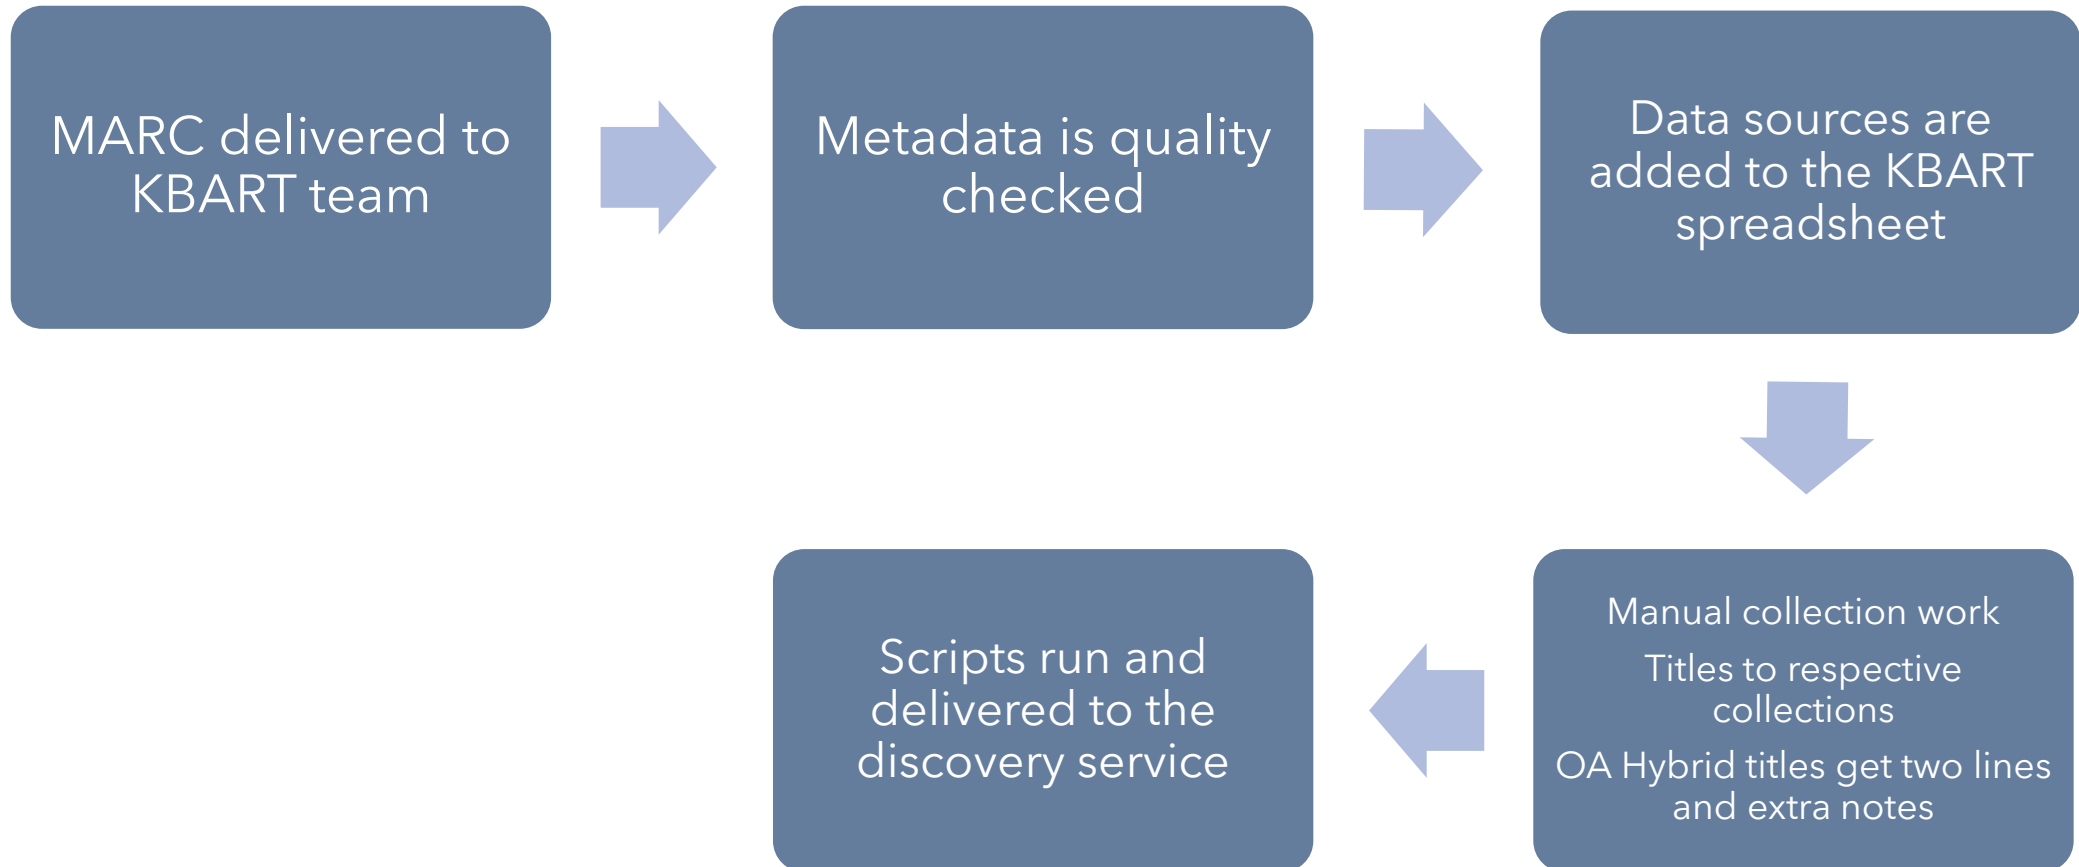 MARC delivered to
KBART team
Metadata is quality
checked
Data sources are
added to the KBART
spreadsheet
Manual collection work
Titles to respective
collections
OA Hybrid titles get two lines
and extra notes
Scripts run and
delivered to the
discovery service